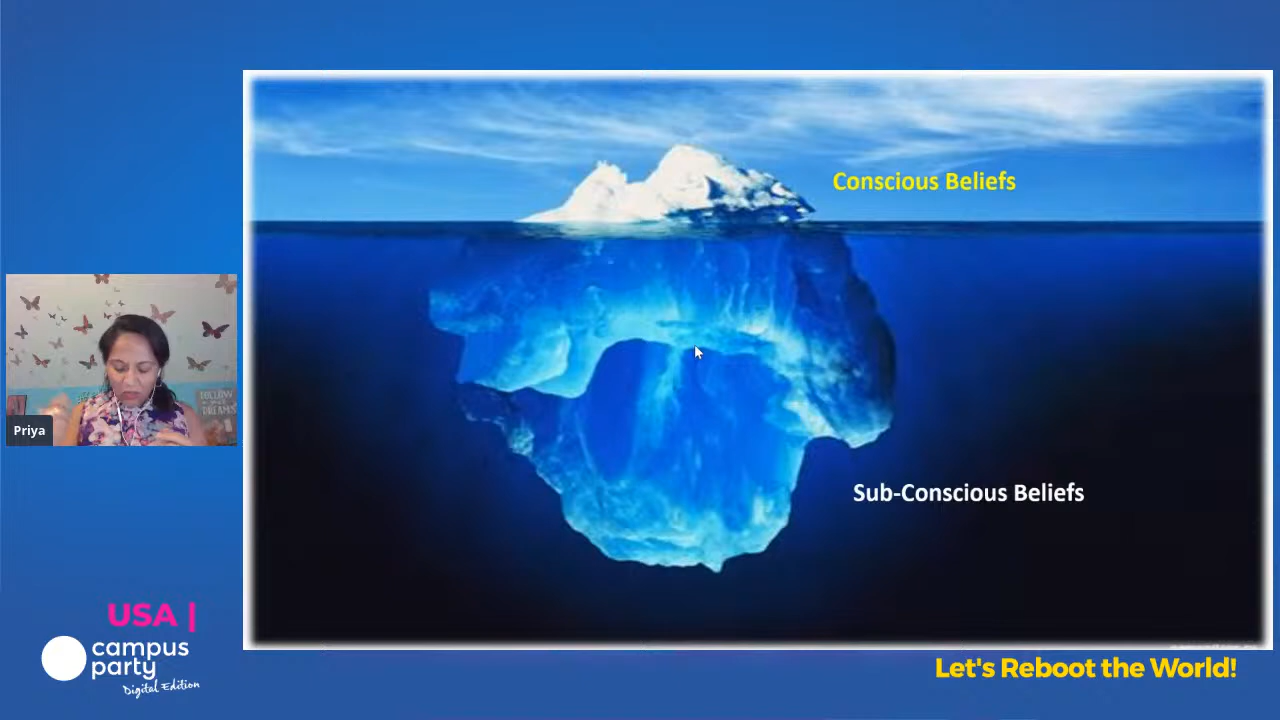 Conscious Beliefs
Sub-Conscious Beliefs
Priya
USA |
campus
party
Digital Edition
Let's Reboot the World!